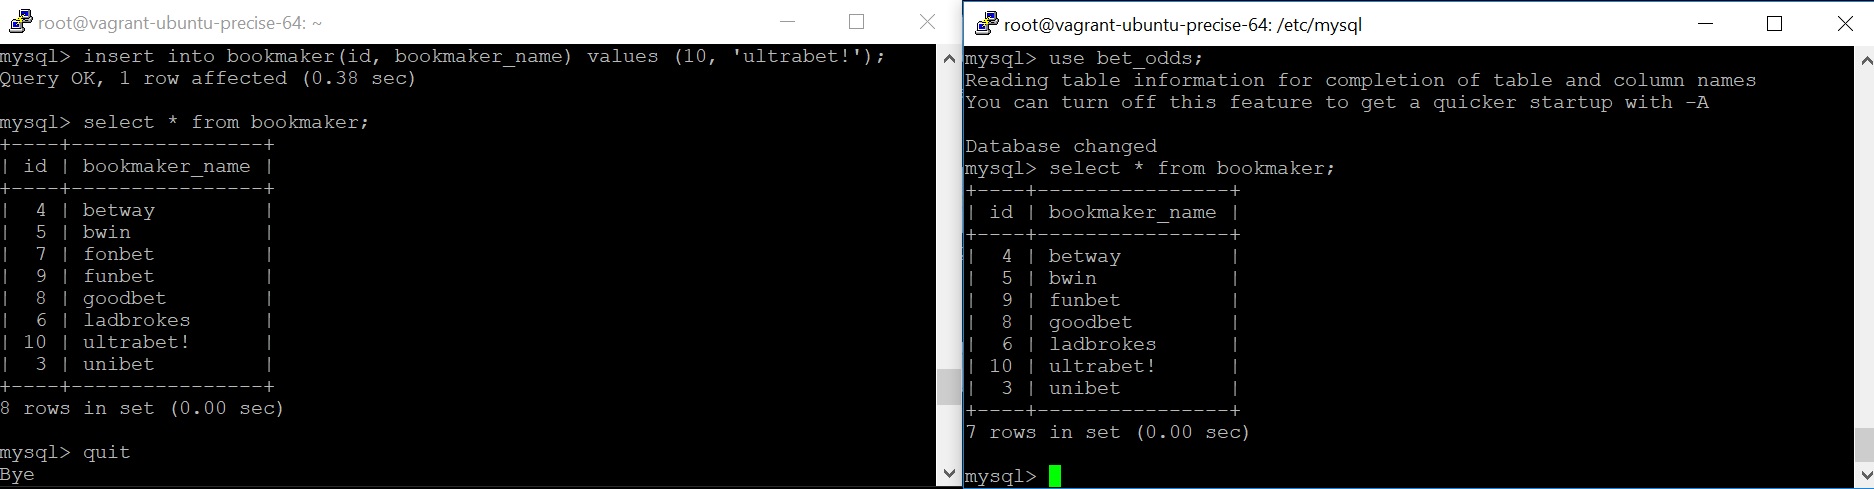 root@vagrant-ubuntu-precise-64: ~
mysql> insert into bookmaker(id, bookmaker_name) values (10, 'ultrabet!');
Query OK, 1 row affected (0.38 sec)
mysql> select * from bookmaker;
+----+----------------+
| id | bookmaker_name |
+----+----------------+
|  4 | betway         |
|  5 | bwin           |
|  7 | fonbet         |
|  9 | funbet         |
|  8 | goodbet        |
|  6 | ladbrokes      |
| 10 | ultrabet!      |
|  3 | unibet         |
+----+----------------+
8 rows in set (0.00 sec)
mysql> quit
Bye
root@vagrant-ubuntu-precise-64: /etc/mysql
mysql> use bet_odds;
Reading table information for completion of table and column names
You can turn off this feature to get a quicker startup with -A
Database changed
mysql> select * from bookmaker;
+----+----------------+
| id | bookmaker_name |
+----+----------------+
|  4 | betway         |
|  5 | bwin           |
|  9 | funbet         |
|  8 | goodbet        |
|  6 | ladbrokes      |
| 10 | ultrabet!      |
|  3 | unibet         |
+----+----------------+
7 rows in set (0.00 sec)
mysql>